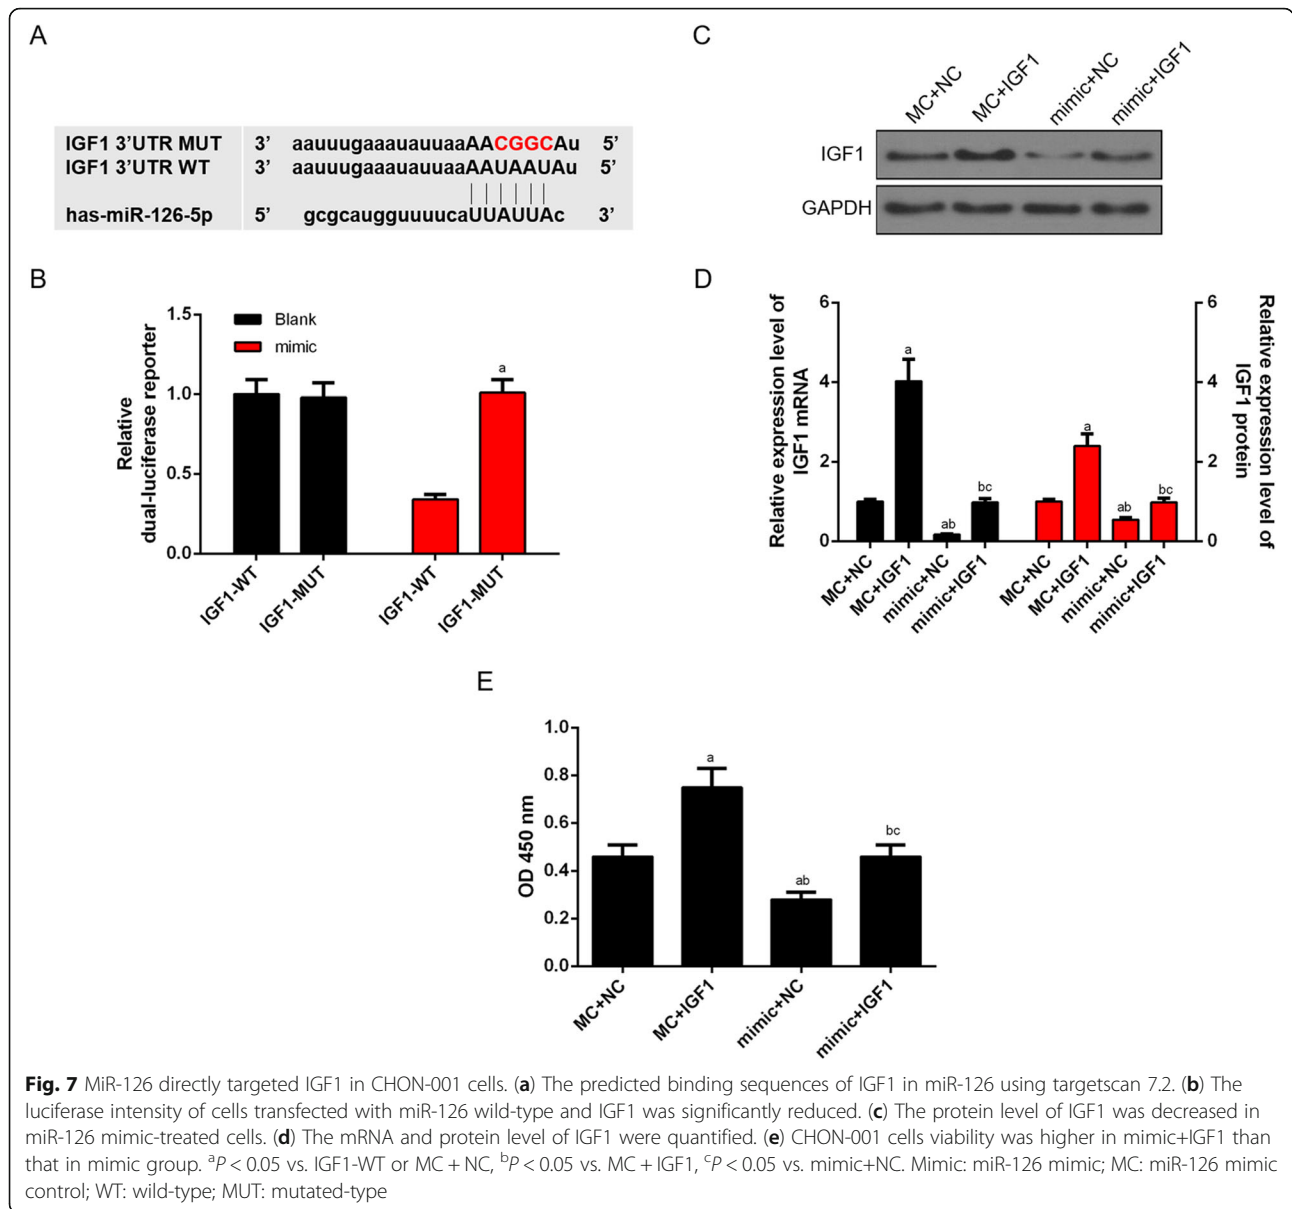 A
IGF1 3'UTR MUT 3' aauuugaaauauuaaAACGGCAu 5'
IGF1 3'UTR WT 3' aauuugaaauauuaaAAUAAUAu 5'
has-miR-126-5p 5' gcgcaugguuuucaUUAUUAc 3'
B
Relative
dual-luciferase reporter
1.5
1.0
0.5
0.0
Blank
mimic
a
IGF1-WT
IGF1-MUT
IGF1-WT
IGF1-MUT
C
MC+NC
MC+IGF1
mimic+NC
mimic+IGF1
IGF1
GAPDH
D
Relative expression level of
IGF1 mRNA
6
4
2
0
a
ab
bc
a
ab
bc
6
4
2
0
Relative expression level of
IGF1 protein
MC+NC
MC+IGF1
mimic+NC
mimic+IGF1
MC+NC
MC+IGF1
mimic+NC
mimic+IGF1
E
OD 450 nm
1.0
0.8
0.6
0.4
0.2
0.0
a
ab
bc
MC+NC
MC+IGF1
mimic+NC
mimic+IGF1
Fig. 7 MiR-126 directly targeted IGF1 in CHON-001 cells. (a) The predicted binding sequences of IGF1 in miR-126 using targetscan 7.2. (b) The
luciferase intensity of cells transfected with miR-126 wild-type and IGF1 was significantly reduced. (c) The protein level of IGF1 was decreased in
miR-126 mimic-treated cells. (d) The mRNA and protein level of IGF1 were quantified. (e) CHON-001 cells viability was higher in mimic+IGF1 than
that in mimic group. aP < 0.05 vs. IGF1-WT or MC + NC, bP < 0.05 vs. MC + IGF1, cP < 0.05 vs. mimic+NC. Mimic: miR-126 mimic; MC: miR-126 mimic
control; WT: wild-type; MUT: mutated-type